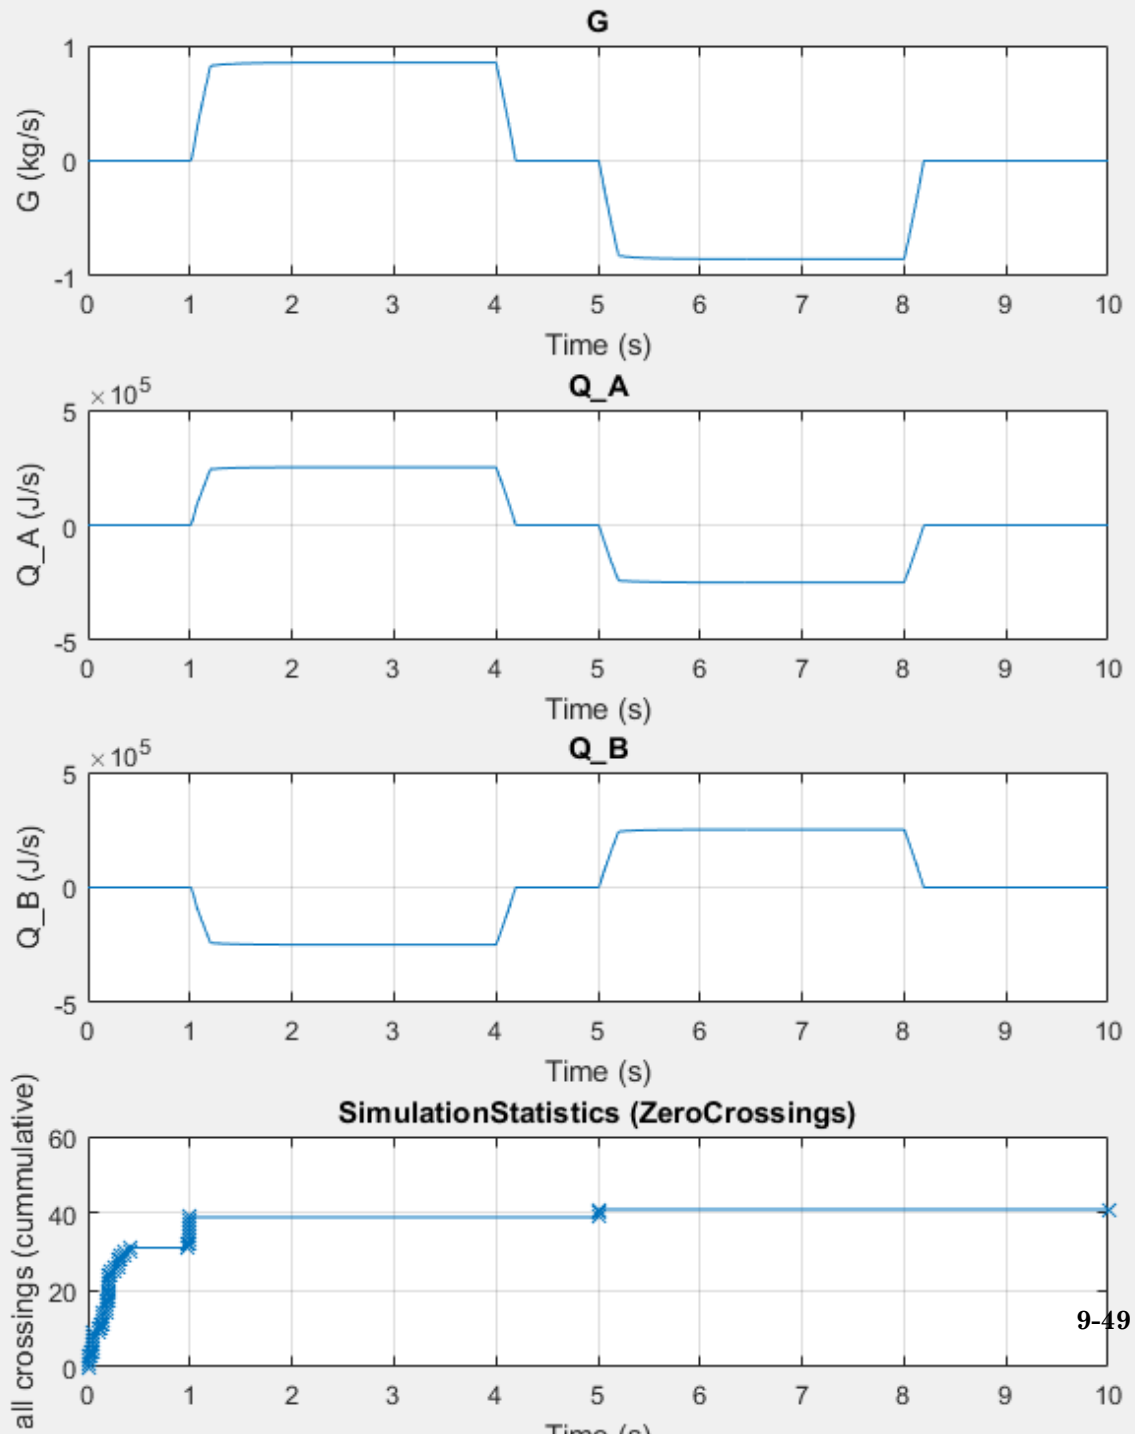 G
1
0
-1
G (kg/s)
0 1 2 3 4 5 6 7 8 9 10
Time (s)
Q_A
×10^5
5
0
-5
Q_A (J/s)
0 1 2 3 4 5 6 7 8 9 10
Time (s)
Q_B
×10^5
5
0
-5
Q_B (J/s)
0 1 2 3 4 5 6 7 8 9 10
Time (s)
SimulationStatistics (ZeroCrossings)
60
40
20
0
all crossings (cummulative)
9-49
0 1 2 3 4 5 6 7 8 9 10
Time (s)